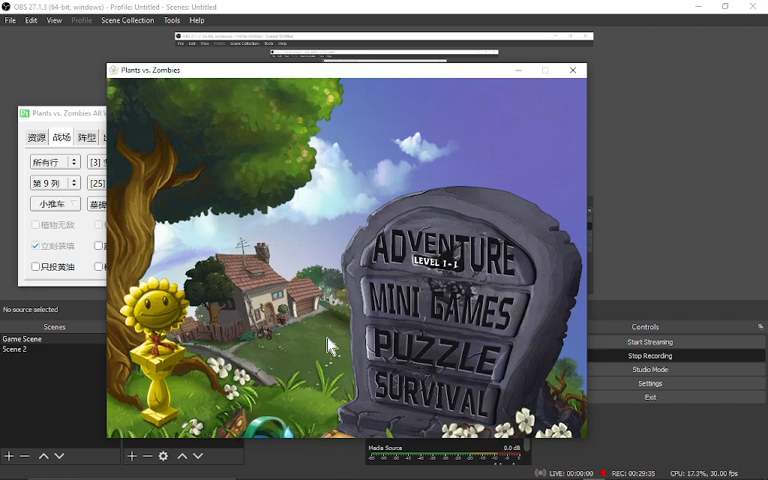 OBS 27.1.3 (64-bit, windows) - Profile: Untitled - Scenes: Untitled
File Edit View Profile Scene Collection Tools Help
Plants vs. Zombies
Plants vs. Zombies All
资源 战场 阵型
所有行 [3]
第 9 列 [25]
小推车
植物无敌
立刻装填
只投黄油
ADVENTURE
LEVEL 1-1
MINI GAMES
PUZZLE
SURVIVAL
No source selected
Scenes
Game Scene
Scene 2
Controls
Start Streaming
Stop Recording
Studio Mode
Settings
Exit
Media Source 0.0 dB
LIVE: 00:00:00 REC: 00:29:35 CPU: 17.3%, 30.00 fps